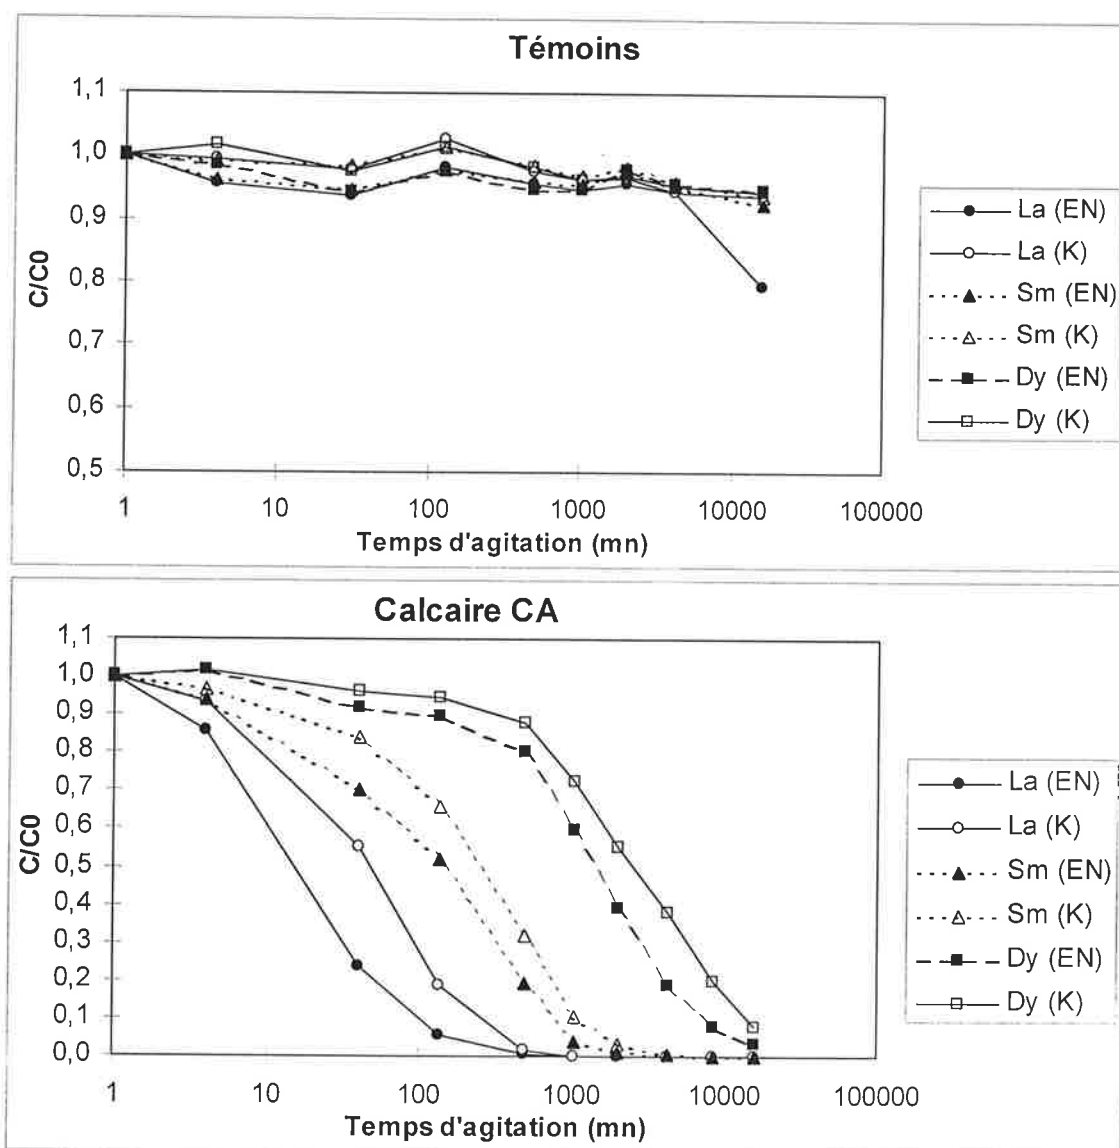 Témoins
1,1
1,0
0,9
0,8
0,7
0,6
0,5
C/C0
1 10 100 1000 10000 100000
Temps d'agitation (mn)
La (EN)
La (K)
Sm (EN)
Sm (K)
Dy (EN)
Dy (K)
Calcaire CA
1,1
1,0
0,9
0,8
0,7
0,6
0,5
0,4
0,3
0,2
0,1
0,0
C/C0
1 10 100 1000 10000 100000
Temps d'agitation (mn)
La (EN)
La (K)
Sm (EN)
Sm (K)
Dy (EN)
Dy (K)